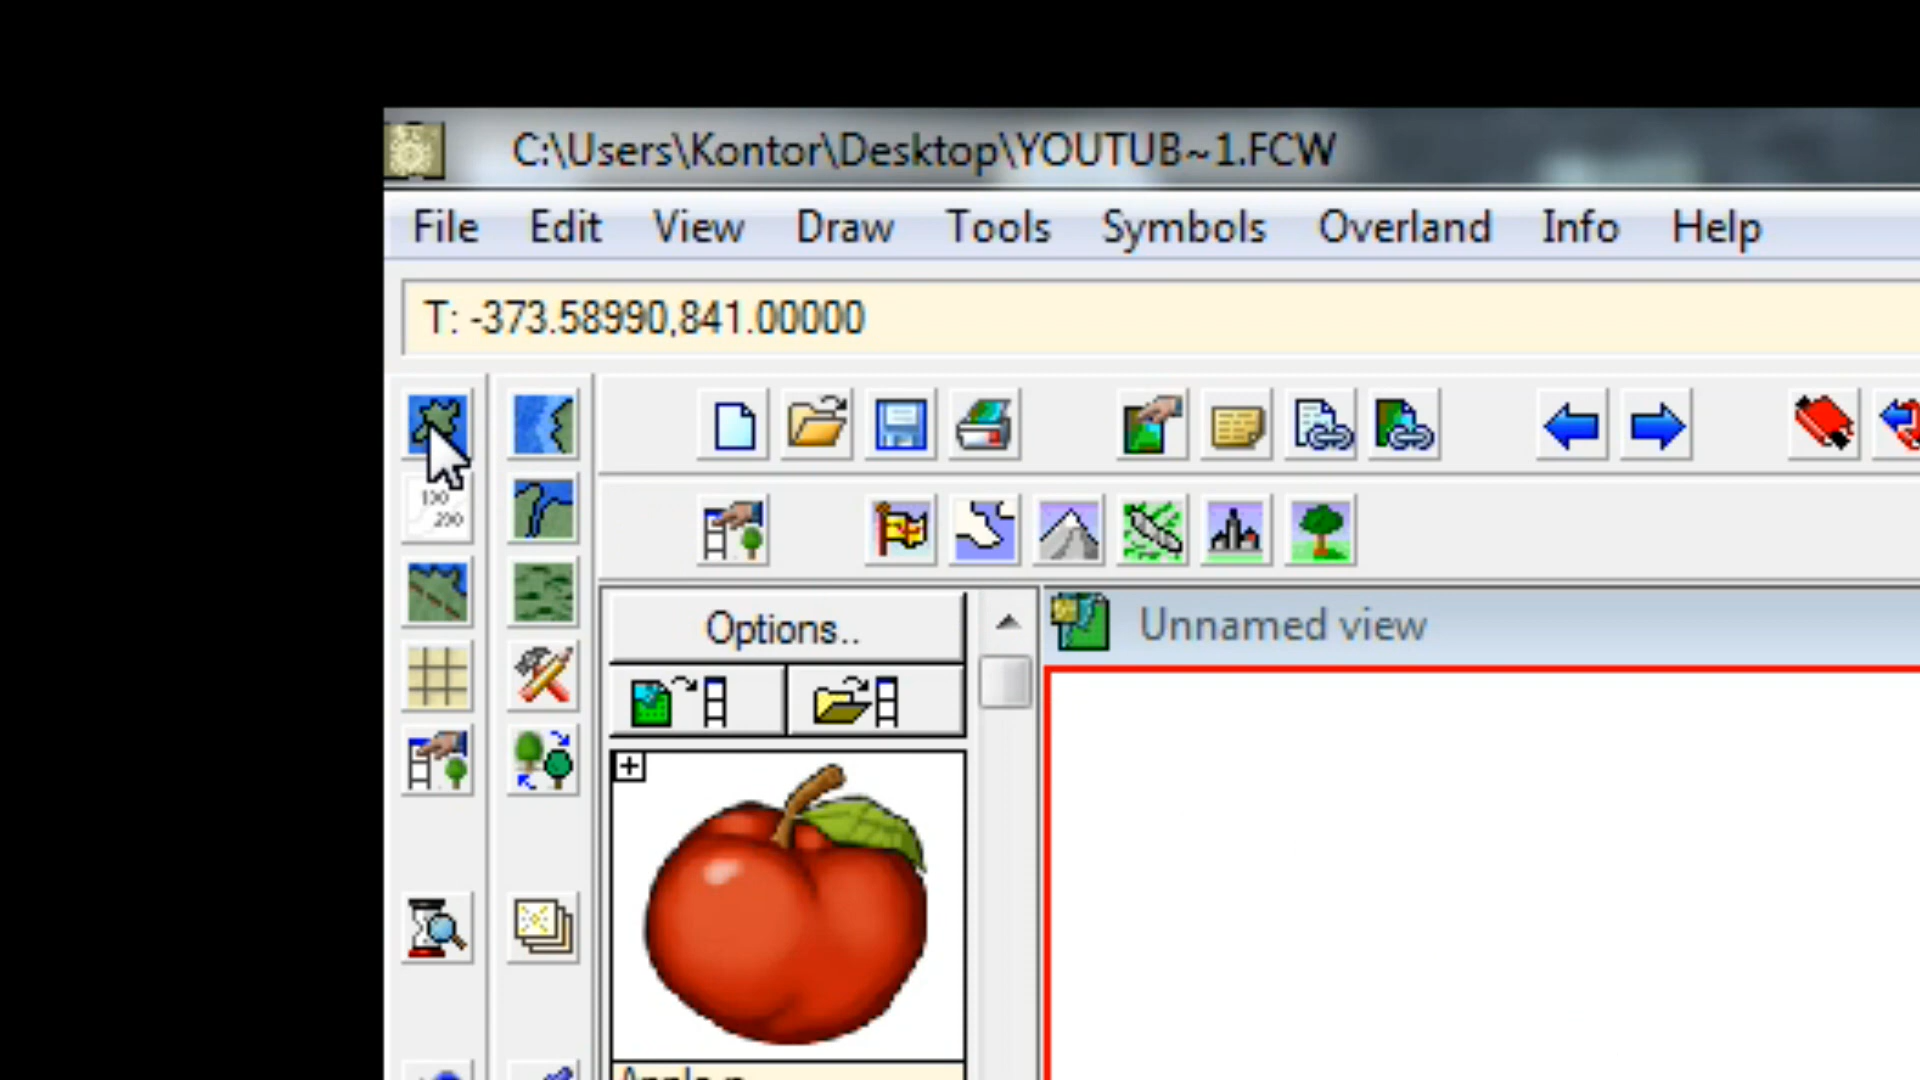 C:\Users\Kontor\Desktop\YOUTUB~1.FCW
File Edit View Draw Tools Symbols Overland Info Help
T: -373.58990,841.00000
200
Options..
Unnamed view